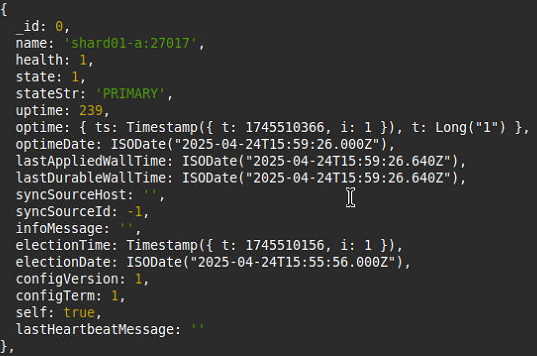 {
  _id: 0,
  name: 'shard01-a:27017',
  health: 1,
  state: 1,
  stateStr: 'PRIMARY',
  uptime: 239,
  optime: { ts: Timestamp({ t: 1745510366, i: 1 }), t: Long("1") },
  optimeDate: ISODate("2025-04-24T15:59:26.000Z"),
  lastAppliedWallTime: ISODate("2025-04-24T15:59:26.640Z"),
  lastDurableWallTime: ISODate("2025-04-24T15:59:26.640Z"),
  syncSourceHost: '',
  syncSourceId: -1,
  infoMessage: '',
  electionTime: Timestamp({ t: 1745510156, i: 1 }),
  electionDate: ISODate("2025-04-24T15:55:56.000Z"),
  configVersion: 1,
  configTerm: 1,
  self: true,
  lastHeartbeatMessage: ''
},